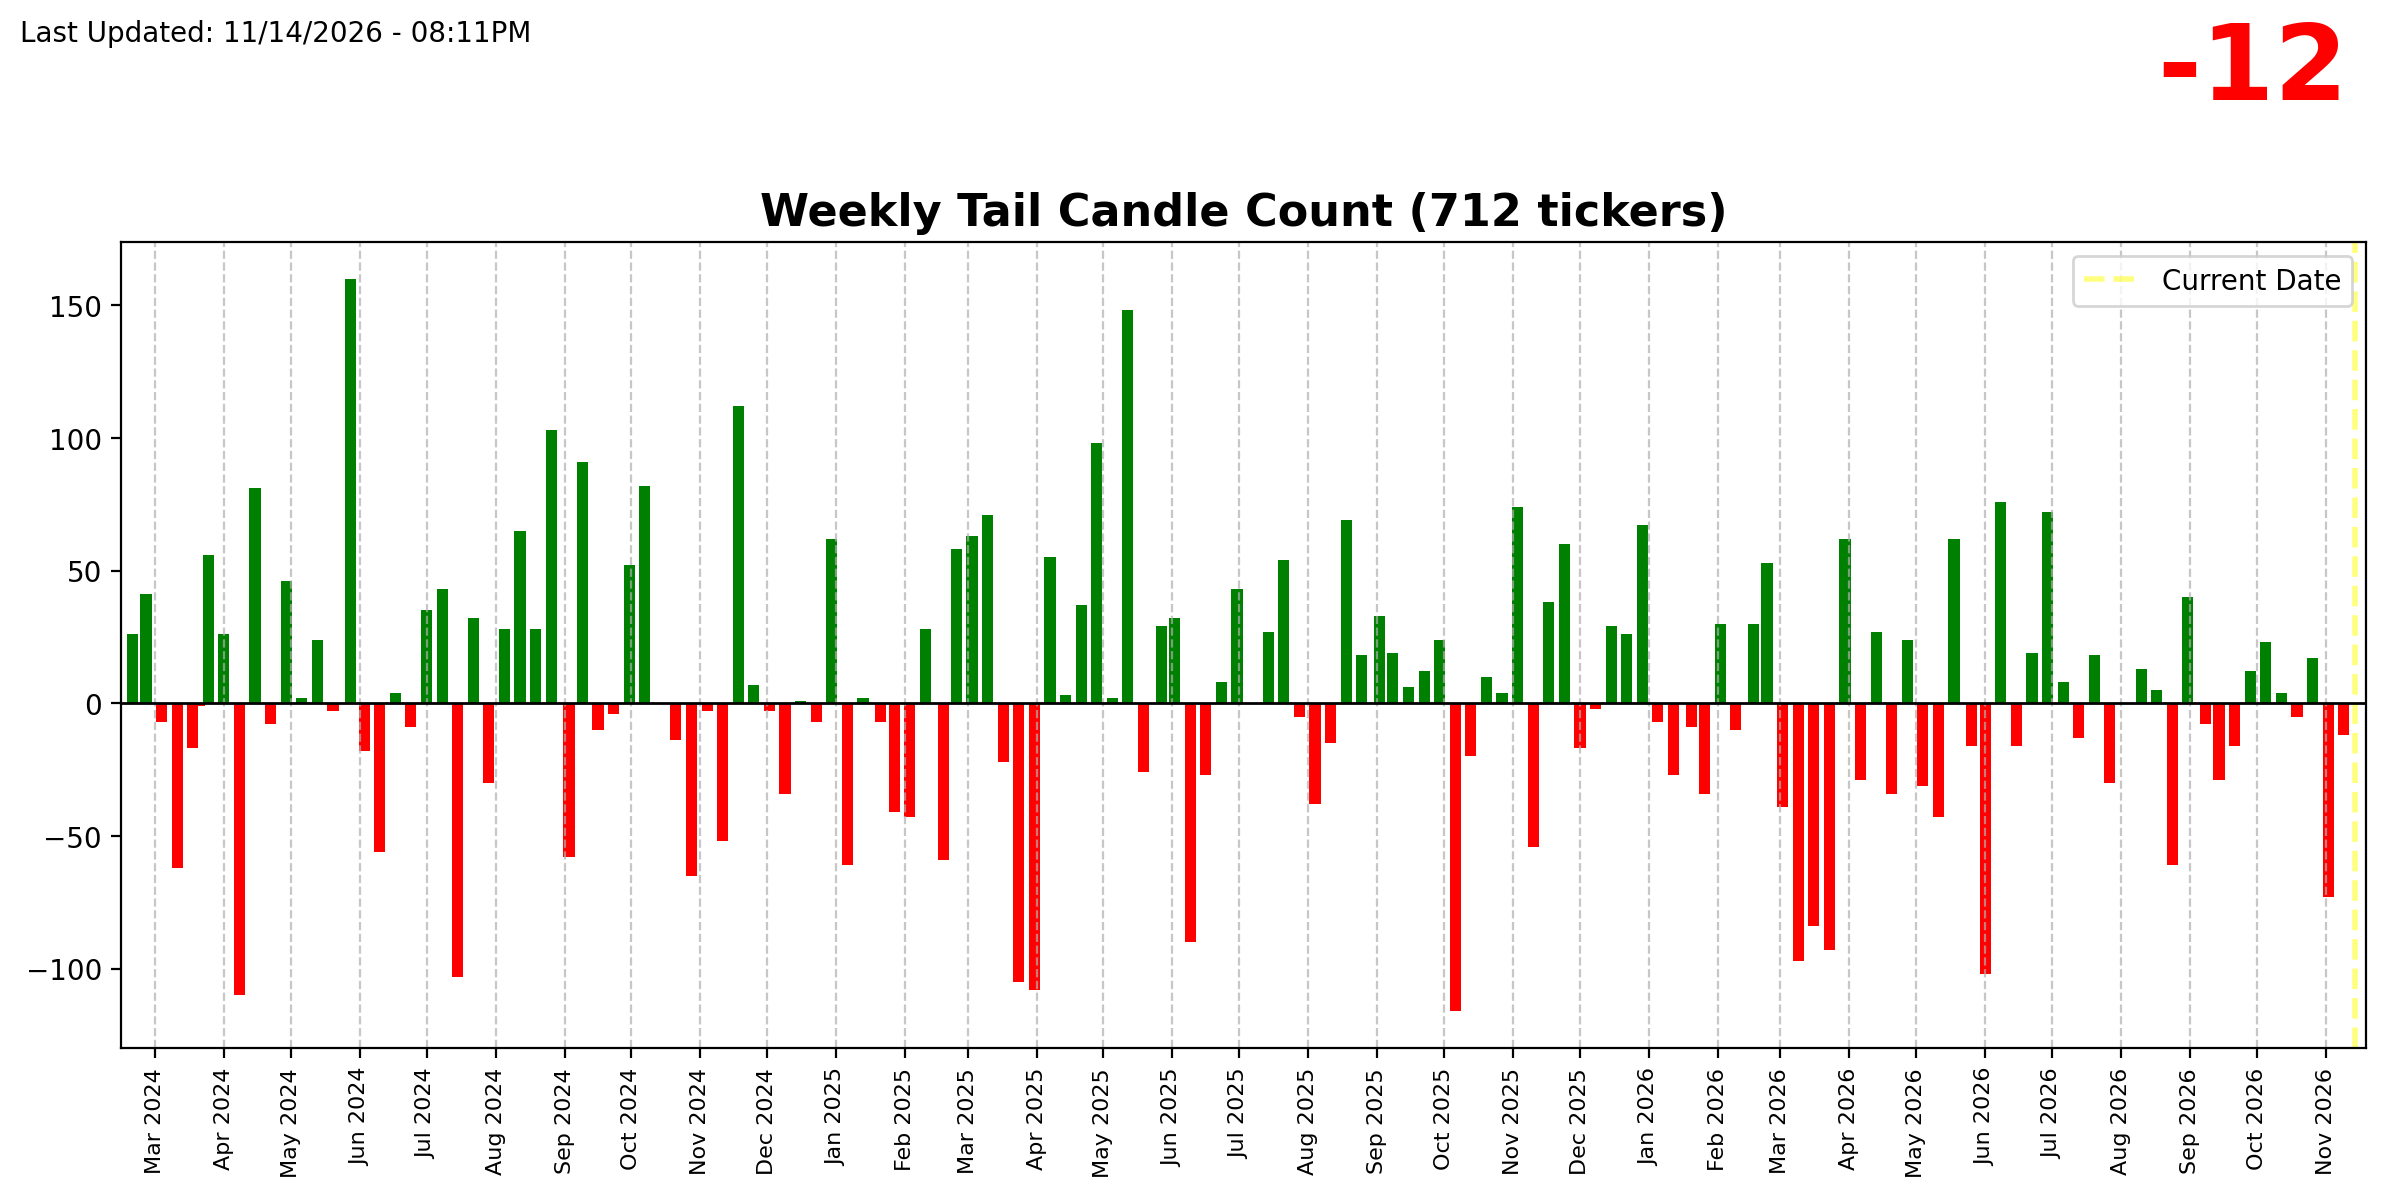 Last Updated: 11/14/2026 - 08:11PM
-12
Weekly Tail Candle Count (712 tickers)
Current Date
150
100
50
0
−50
−100
Mar 2024
Apr 2024
May 2024
Jun 2024
Jul 2024
Aug 2024
Sep 2024
Oct 2024
Nov 2024
Dec 2024
Jan 2025
Feb 2025
Mar 2025
Apr 2025
May 2025
Jun 2025
Jul 2025
Aug 2025
Sep 2025
Oct 2025
Nov 2025
Dec 2025
Jan 2026
Feb 2026
Mar 2026
Apr 2026
May 2026
Jun 2026
Jul 2026
Aug 2026
Sep 2026
Oct 2026
Nov 2026